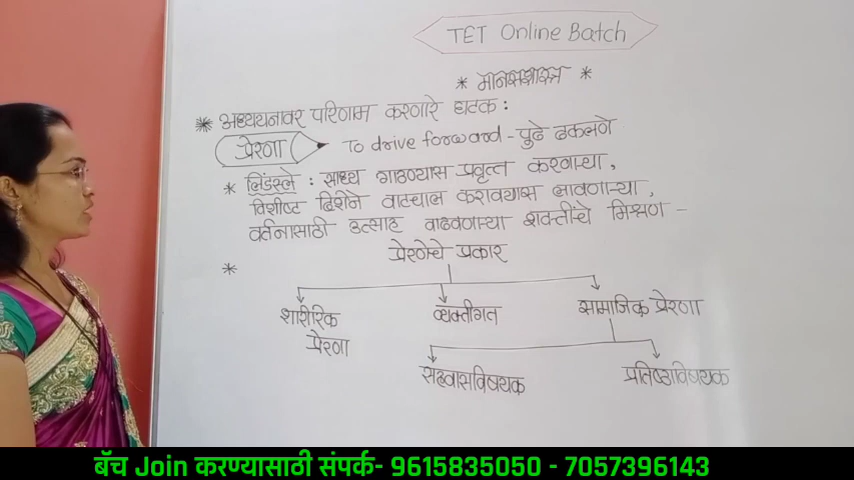 TET Online Batch
* मानसशास्त्र *
* अध्ययनावर परिणाम करणारे घटक :
प्रेरणा To drive forward - पुढे ढकलणे
* लिंडस्ले : साध्य गाठण्यास प्रवृत्त करणाऱ्या ,
विशीष्ट दिशेने वाटचाल करावयास लावणाऱ्या ,
वर्तनासाठी उत्साह वाढवणाऱ्या शक्तींचे मिश्रण -
* प्रेरणेचे प्रकार
शारीरिक प्रेरणा
व्यक्तीगत
सामाजिक प्रेरणा
सहवासविषयक
प्रतिष्ठाविषयक
बॅच Join करण्यासाठी संपर्क- 9615835050 - 7057396143